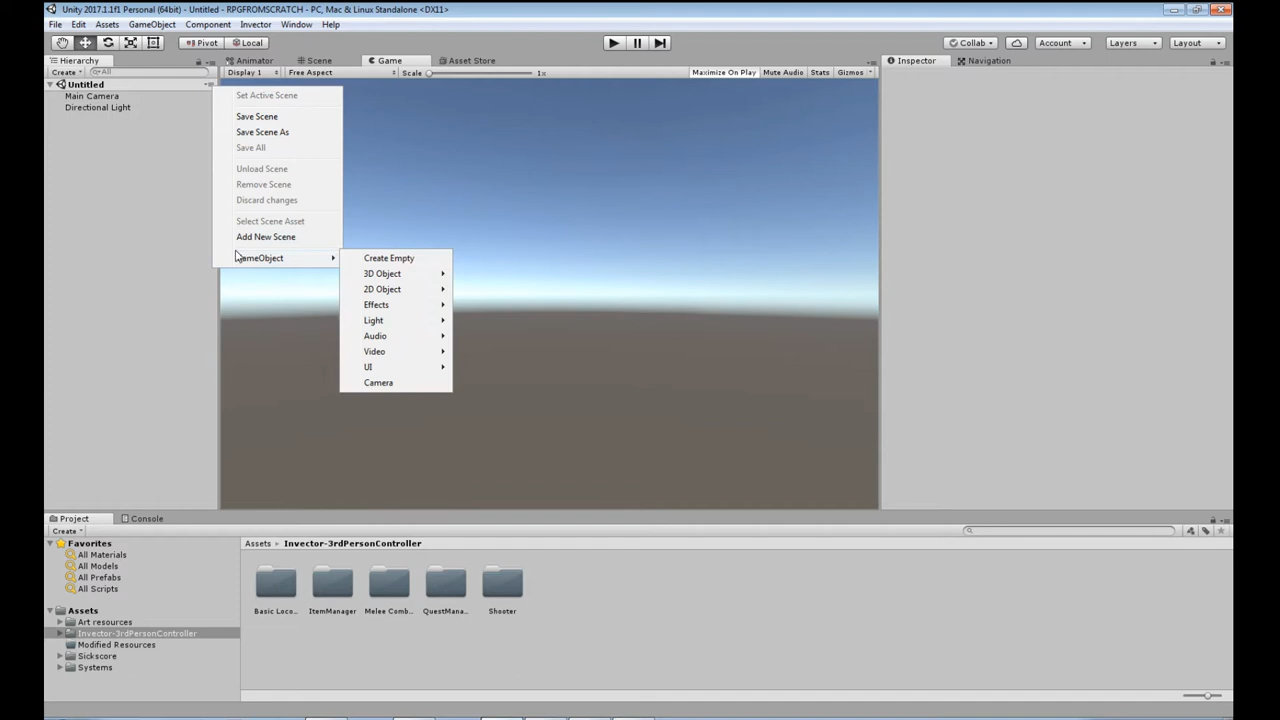 Unity 2017.1.1f1 Personal (64bit) - Untitled - RPGFROMSCRATCH - PC, Mac & Linux Standalone <DX11>
File Edit Assets GameObject Component Invector Window Help
Pivot Local Collab Account Layers Layout
Hierarchy Animator Scene Game Asset Store Inspector Navigation
Create All Display 1 Free Aspect Scale 1x Maximize On Play Mute Audio Stats Gizmos
Untitled
Main Camera
Directional Light
Set Active Scene
Save Scene
Save Scene As
Save All
Unload Scene
Remove Scene
Discard changes
Select Scene Asset
Add New Scene
GameObject
Create Empty
3D Object
2D Object
Effects
Light
Audio
Video
UI
Camera
Project Console
Create
Favorites
All Materials
All Models
All Prefabs
All Scripts
Assets
Art resources
Invector-3rdPersonController
Modified Resources
Sickscore
Systems
Assets Invector-3rdPersonController
Basic Loco... ItemManager Melee Comb... QuestMana... Shooter